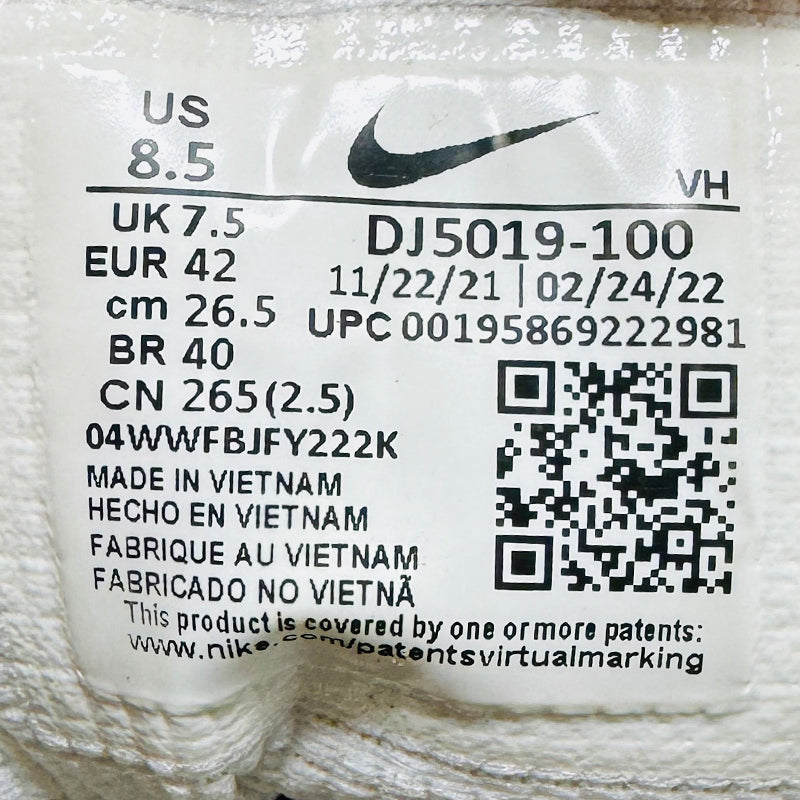 US
8.5
VH
UK 7.5
EUR 42
cm 26.5
BR 40
CN 265(2.5)
DJ5019-100
11/22/21 | 02/24/22
UPC 00195869222981
04WWFBJFY222K
MADE IN VIETNAM
HECHO EN VIETNAM
FABRIQUE AU VIETNAM
FABRICADO NO VIETNÃ
This product is covered by one or more patents:
www.nike.com/patentsvirtualmarking